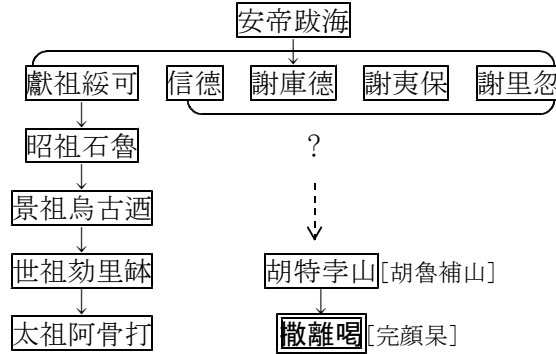 安帝跋海
獻祖綏可 信德 謝庫德 謝夷保 謝里忽
昭祖石魯 ?
景祖烏古迺
世祖劾里鉢 胡特孛山[胡魯補山]
太祖阿骨打 撒離喝[完顔杲]